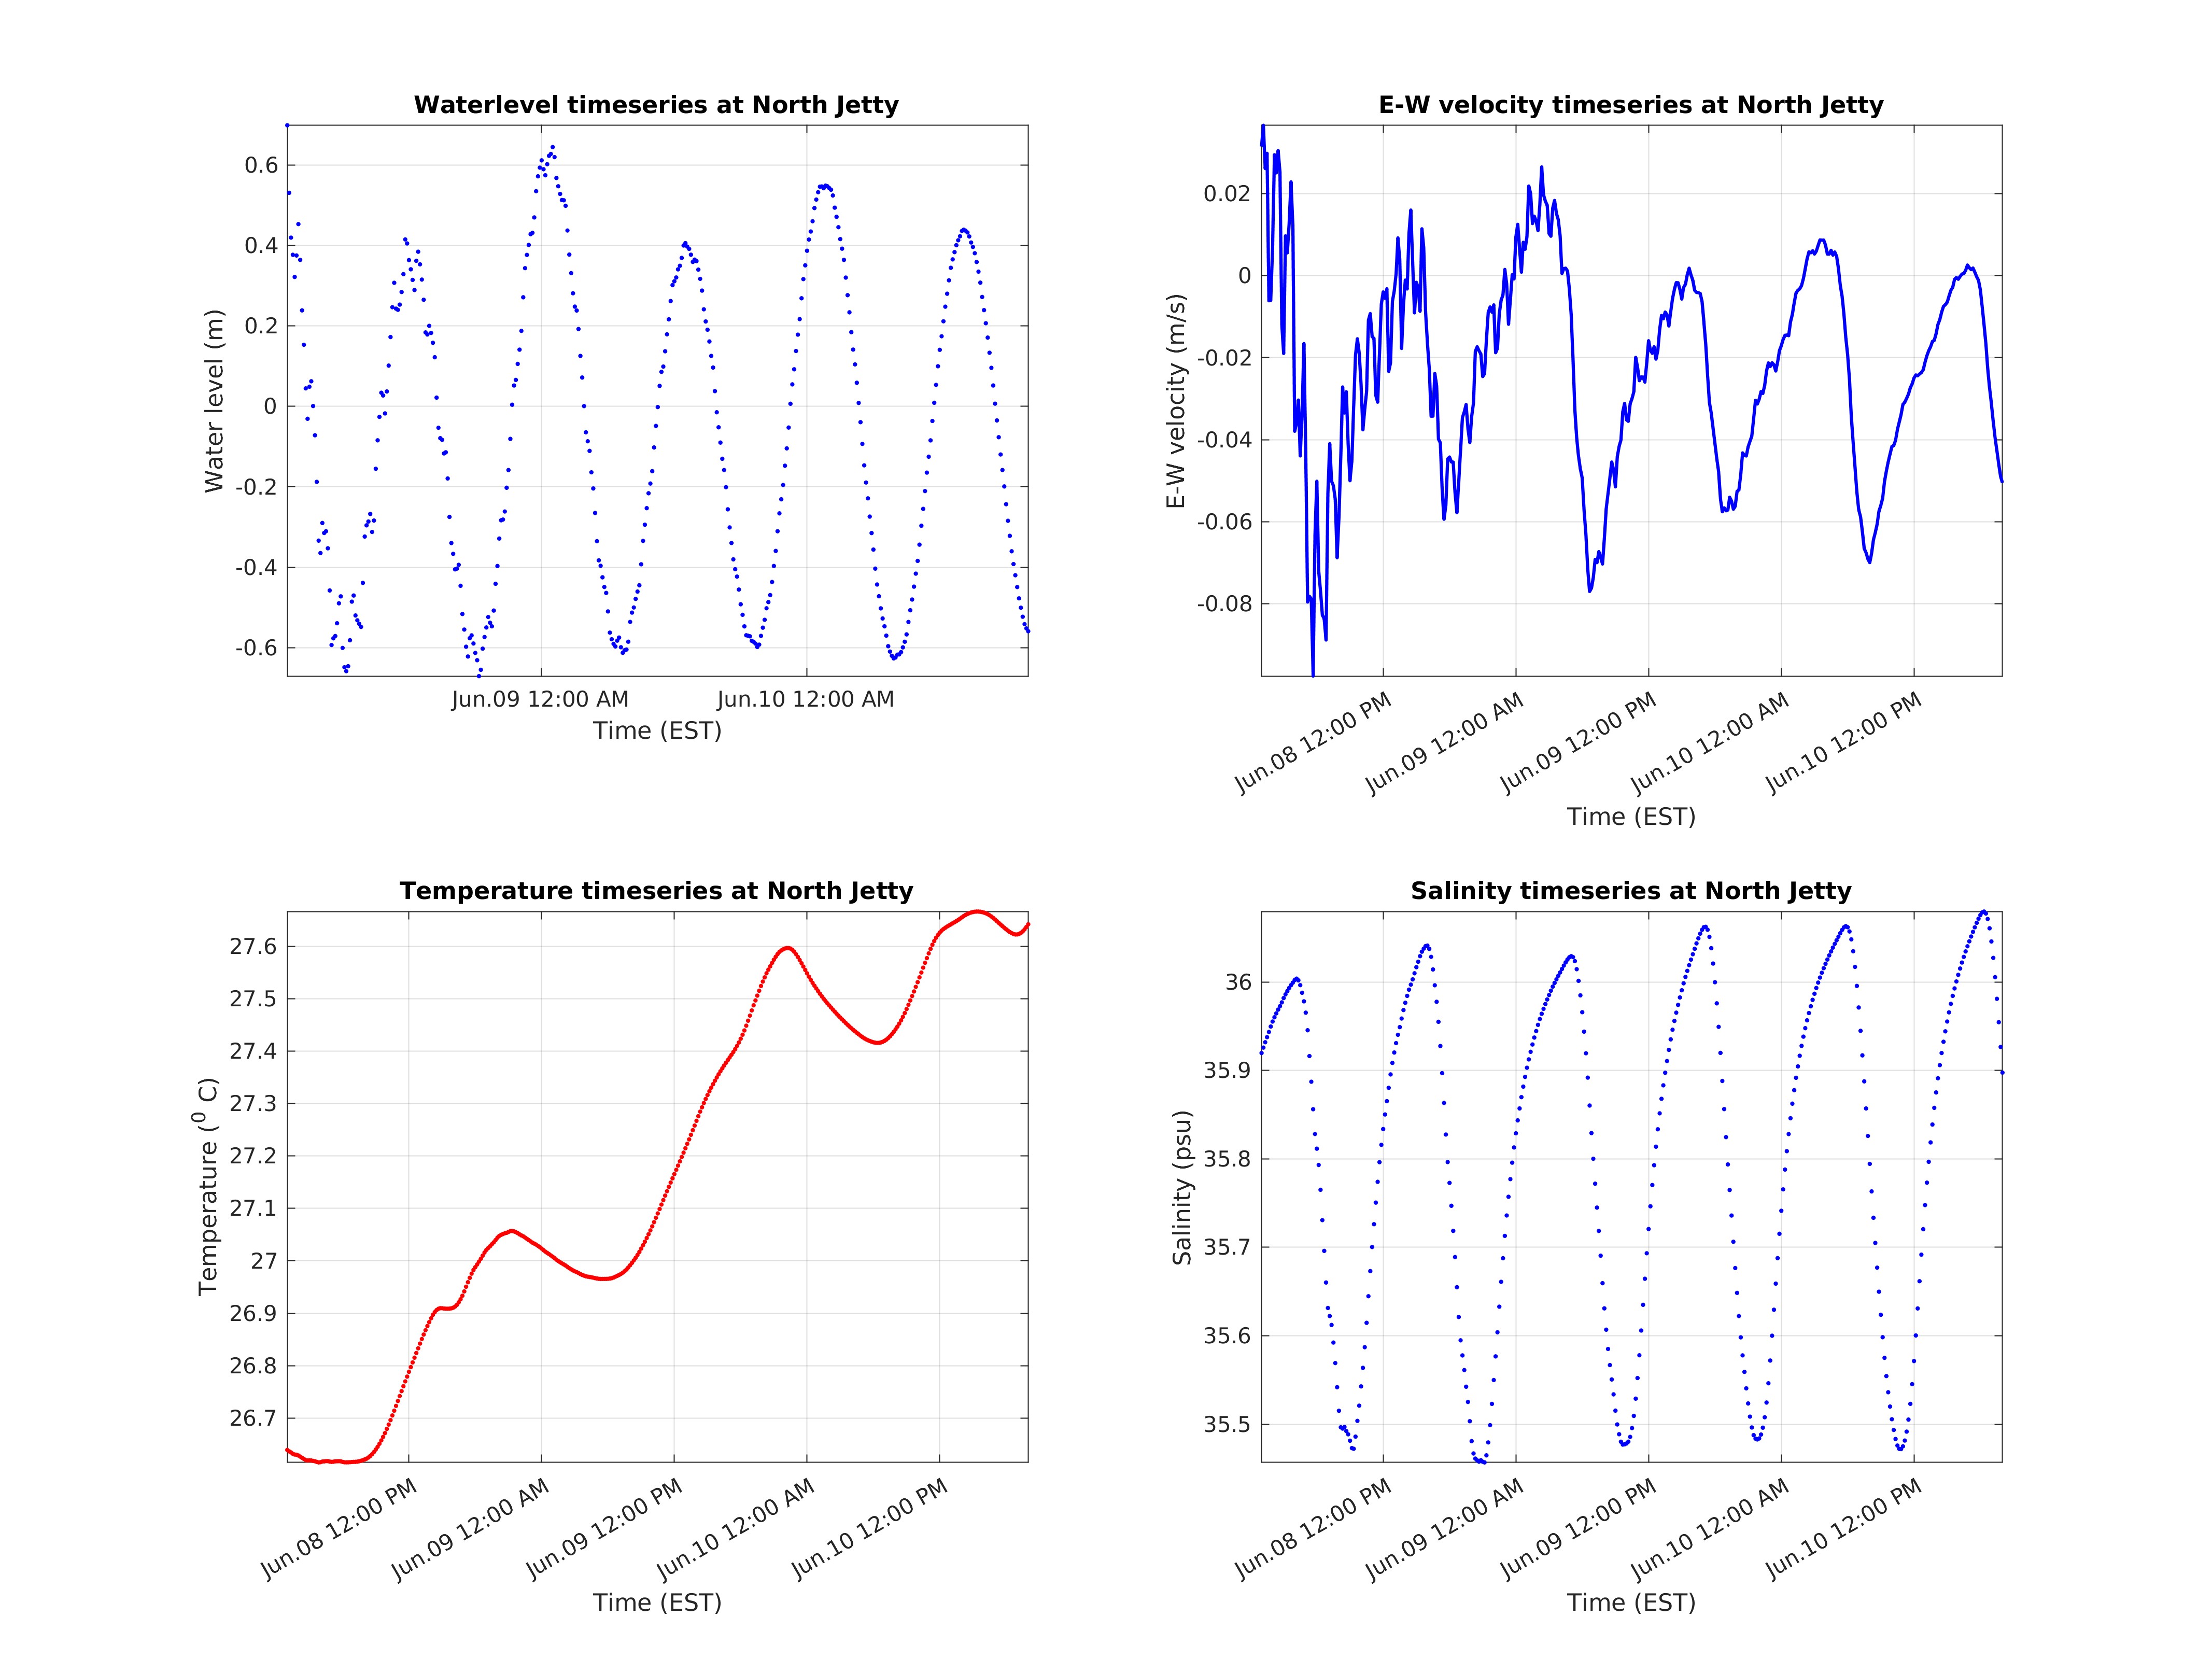 Waterlevel timeseries at North Jetty
Water level (m)
0.6
0.4
0.2
0
-0.2
-0.4
-0.6
Jun.09 12:00 AM
Jun.10 12:00 AM
Time (EST)
E-W velocity timeseries at North Jetty
E-W velocity (m/s)
0.02
0
-0.02
-0.04
-0.06
-0.08
Jun.08 12:00 PM
Jun.09 12:00 AM
Jun.09 12:00 PM
Jun.10 12:00 AM
Jun.10 12:00 PM
Time (EST)
Temperature timeseries at North Jetty
Temperature (⁰ C)
27.6
27.5
27.4
27.3
27.2
27.1
27
26.9
26.8
26.7
Jun.08 12:00 PM
Jun.09 12:00 AM
Jun.09 12:00 PM
Jun.10 12:00 AM
Jun.10 12:00 PM
Time (EST)
Salinity timeseries at North Jetty
Salinity (psu)
36
35.9
35.8
35.7
35.6
35.5
Jun.08 12:00 PM
Jun.09 12:00 AM
Jun.09 12:00 PM
Jun.10 12:00 AM
Jun.10 12:00 PM
Time (EST)